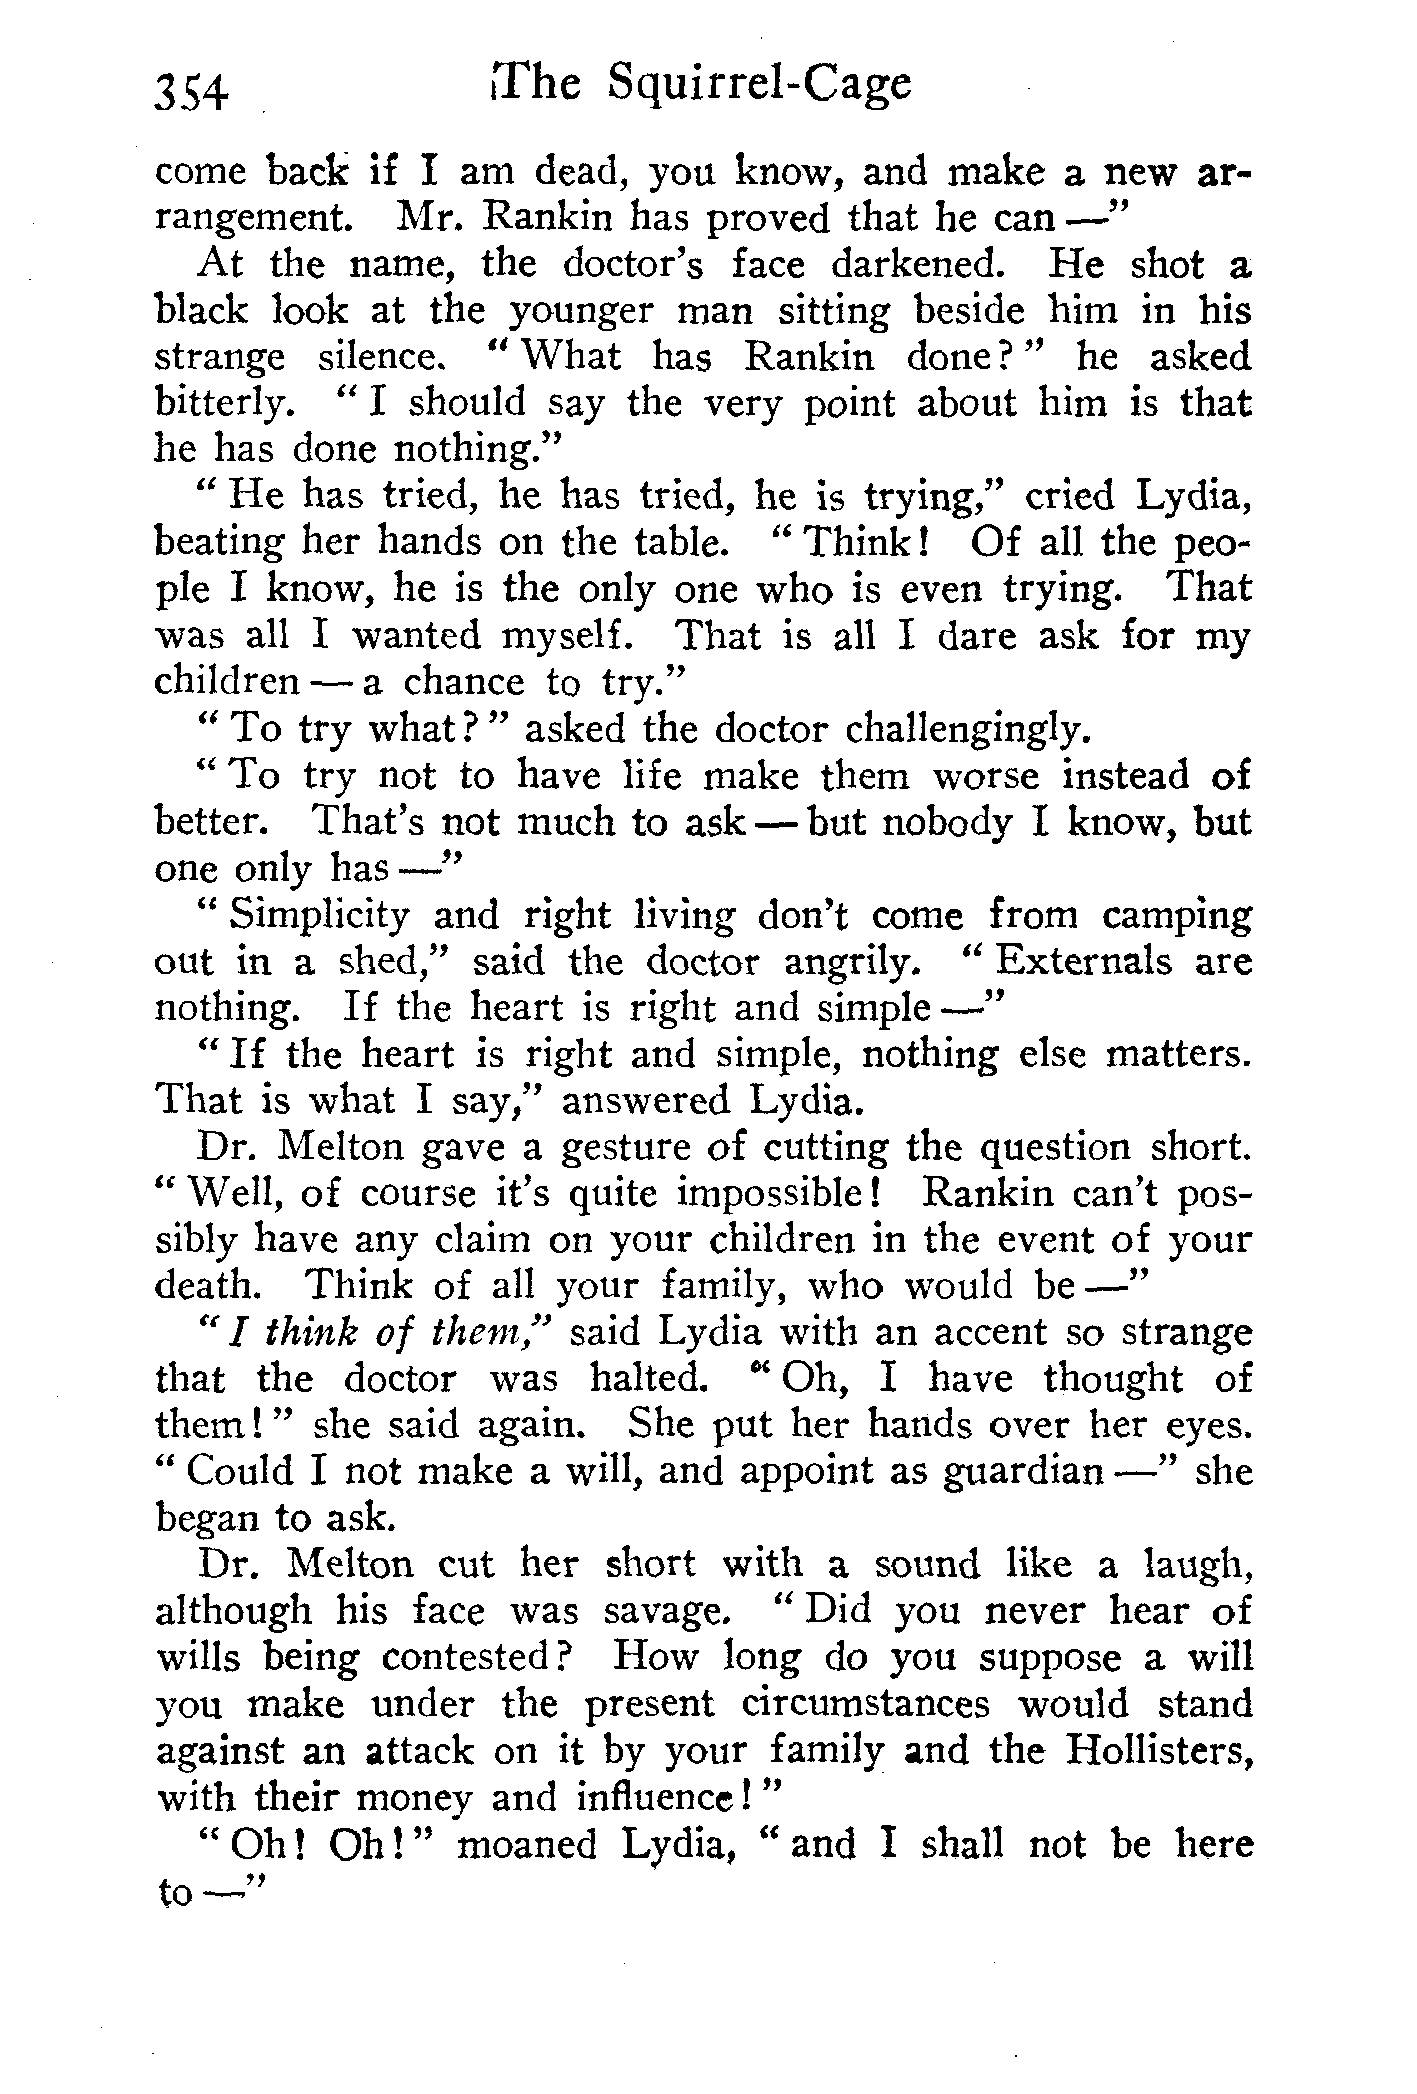 354 The Squirrel-Cage
come back if I am dead, you know, and make a new ar-
rangement. Mr. Rankin has proved that he can —"
At the name, the doctor's face darkened. He shot a
black look at the younger man sitting beside him in his
strange silence. "What has Rankin done?" he asked
bitterly. "I should say the very point about him is that
he has done nothing."
"He has tried, he has tried, he is trying," cried Lydia,
beating her hands on the table. "Think! Of all the peo-
ple I know, he is the only one who is even trying. That
was all I wanted myself. That is all I dare ask for my
children — a chance to try."
"To try what?" asked the doctor challengingly.
"To try not to have life make them worse instead of
better. That's not much to ask — but nobody I know, but
one only has —"
"Simplicity and right living don't come from camping
out in a shed," said the doctor angrily. "Externals are
nothing. If the heart is right and simple —"
"If the heart is right and simple, nothing else matters.
That is what I say," answered Lydia.
Dr. Melton gave a gesture of cutting the question short.
"Well, of course it's quite impossible! Rankin can't pos-
sibly have any claim on your children in the event of your
death. Think of all your family, who would be —"
"I think of them," said Lydia with an accent so strange
that the doctor was halted. "Oh, I have thought of
them!" she said again. She put her hands over her eyes.
"Could I not make a will, and appoint as guardian —" she
began to ask.
Dr. Melton cut her short with a sound like a laugh,
although his face was savage. "Did you never hear of
wills being contested? How long do you suppose a will
you make under the present circumstances would stand
against an attack on it by your family and the Hollisters,
with their money and influence!"
"Oh! Oh!" moaned Lydia, "and I shall not be here
to —"